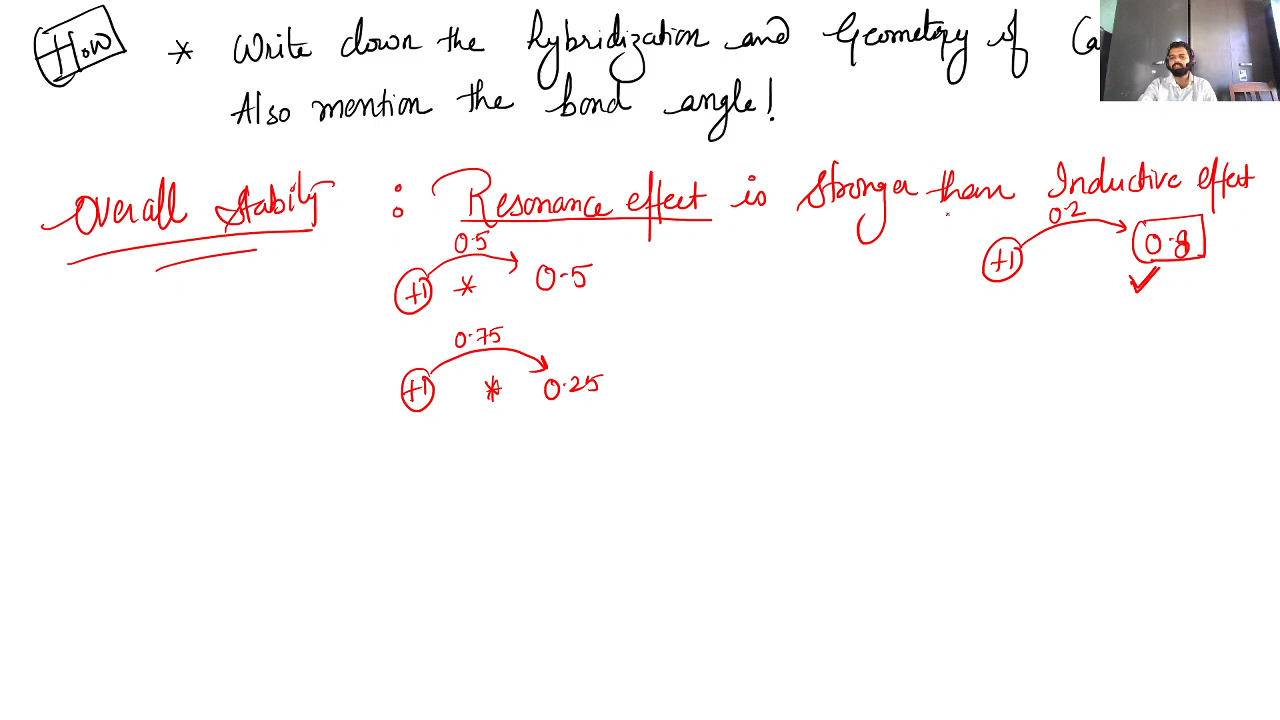 How * Write down the hybridization and Geometry of Ca
Also mention the bond angle!
Overall stability : Resonance effect is stronger than Inductive effect
0.5
+1 * 0.5
0.2
+1 0.8
0.75
+1 * 0.25